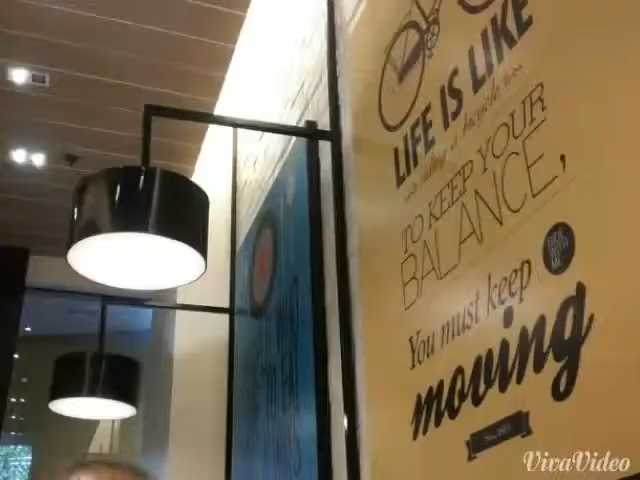 LIFE IS LIKE
riding a bicycle
TO KEEP YOUR
BALANCE,
You must keep
moving
VivaVideo